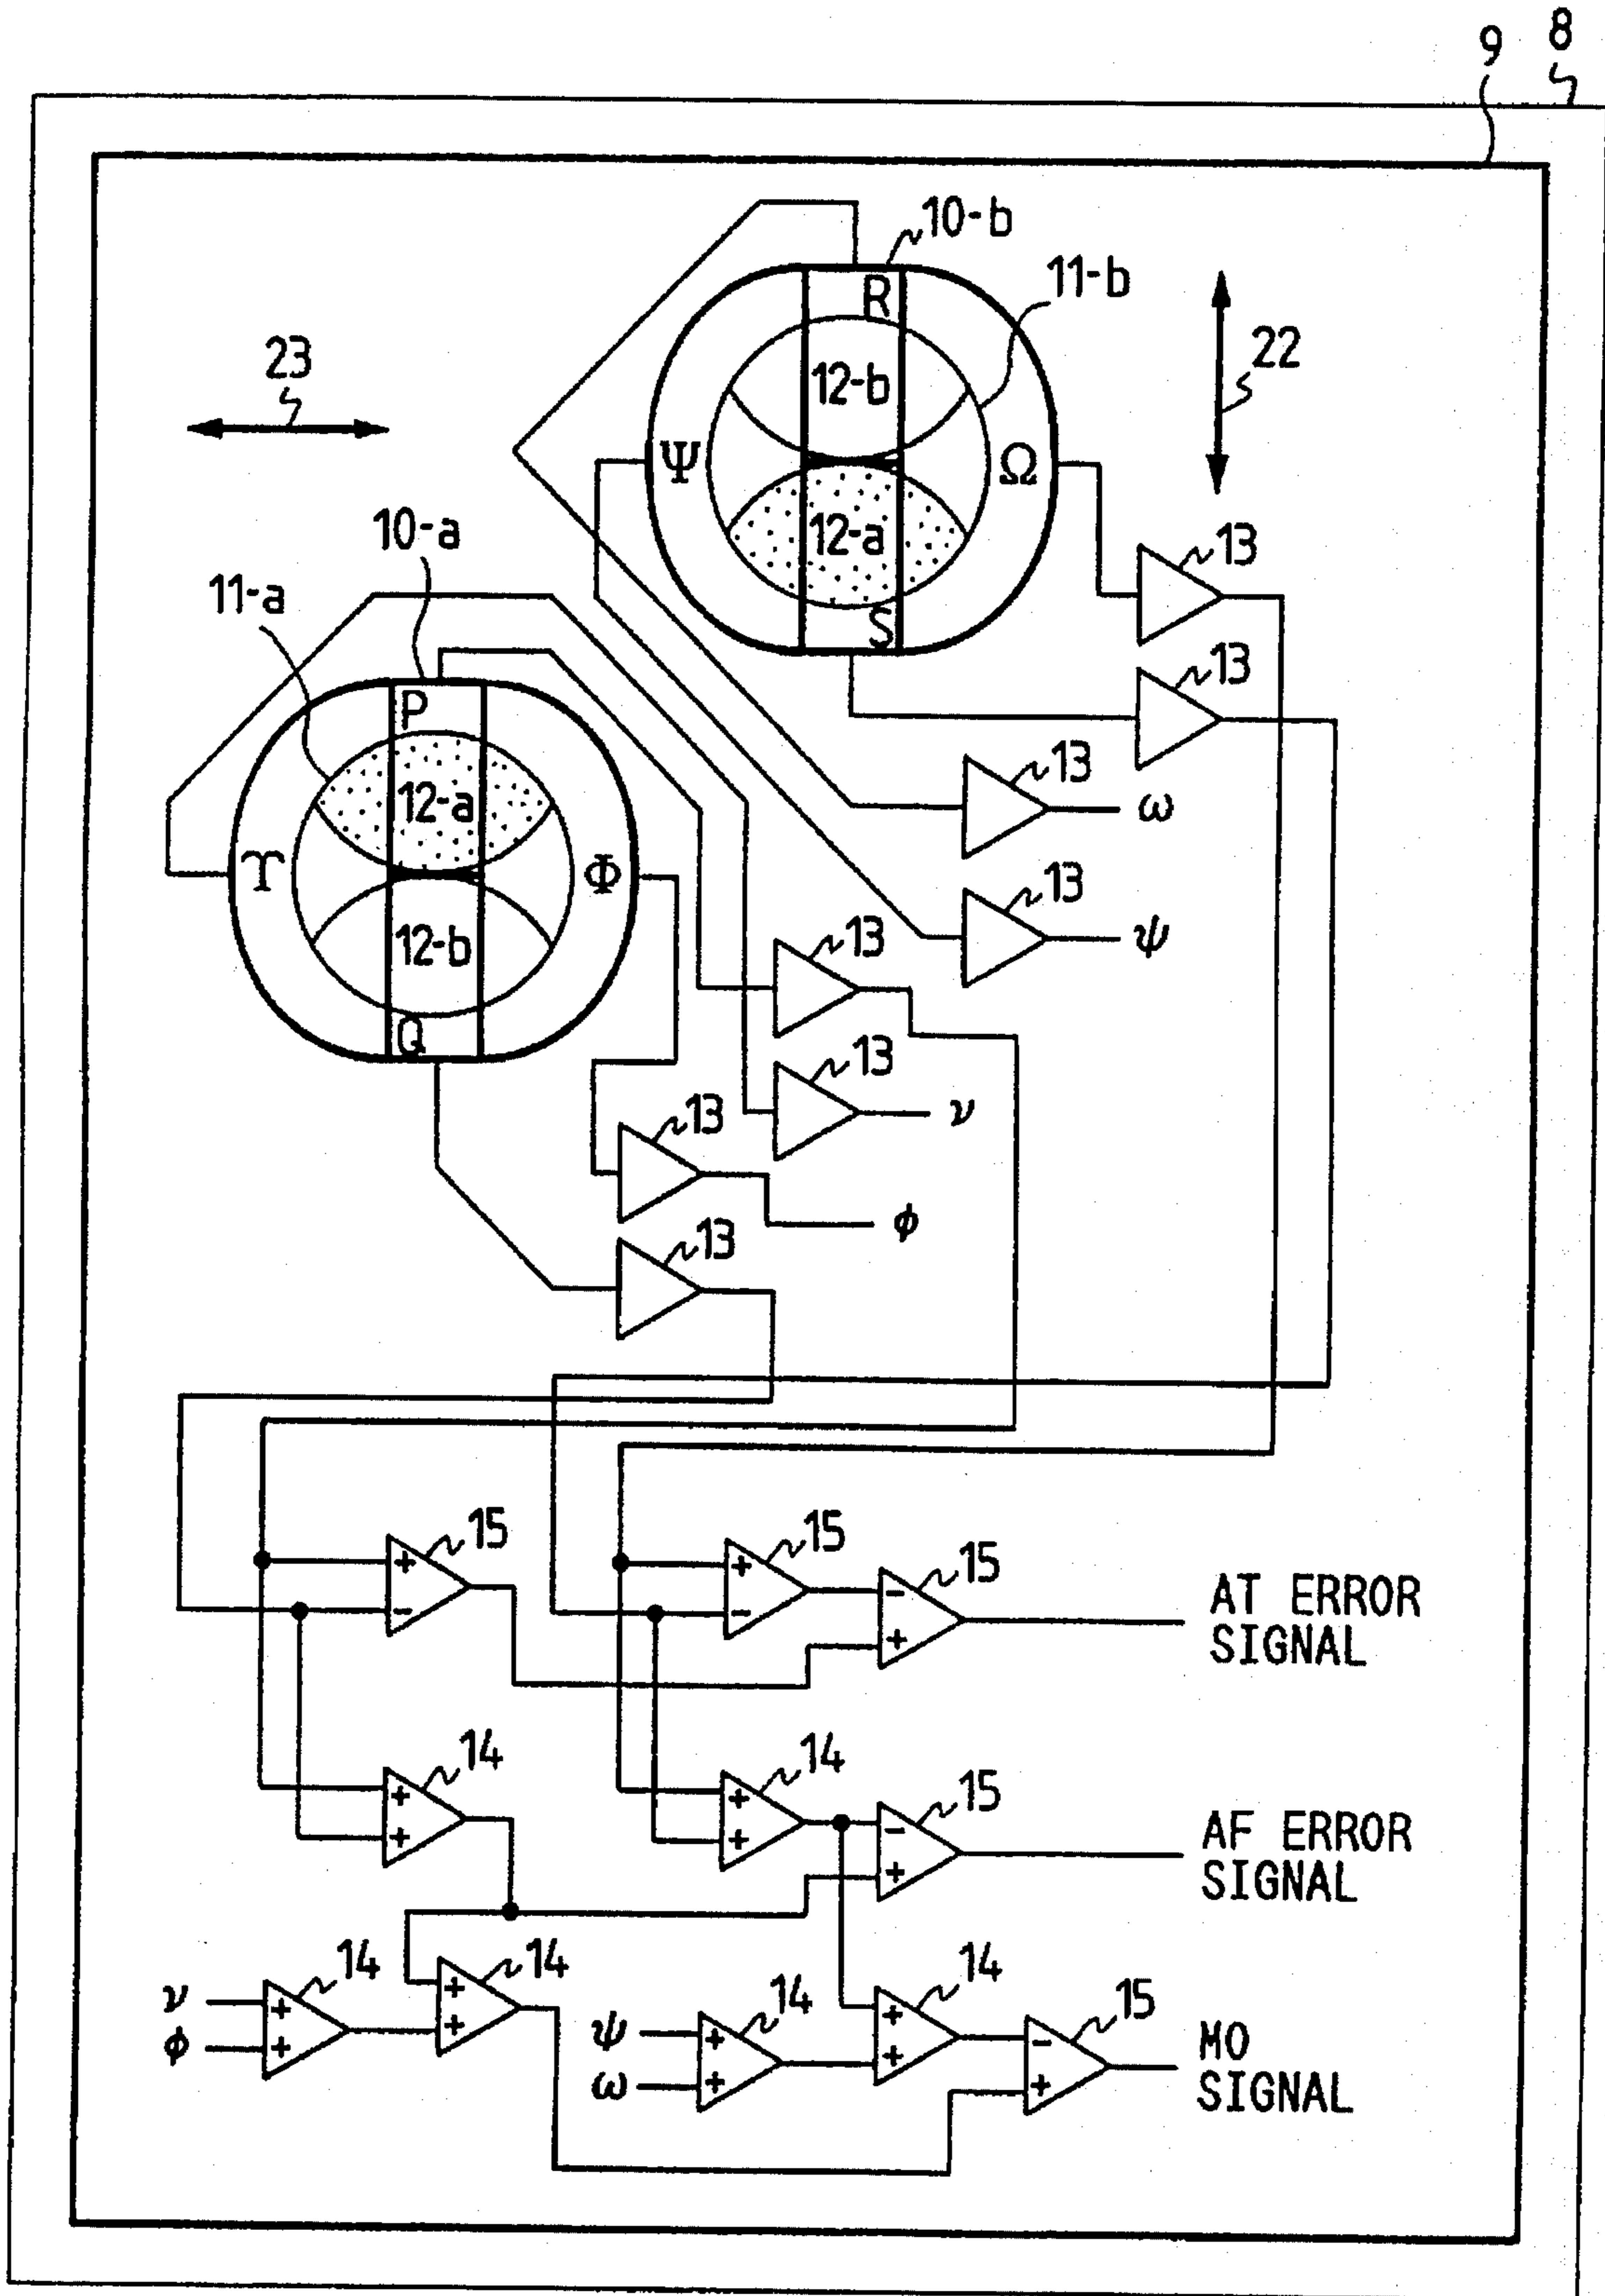 8
9
10-b
R
11-b
23
22
12-b
Ψ
Ω
12-a
S
10-a
13
11-a
13
P
13
ω
12-a
ϒ
Φ
13
ψ
12-b
13
Q
13
ν
13
φ
13
15
+
-
15
+
-
15
-
+
AT ERROR
SIGNAL
14
+
+
14
+
+
15
-
+
AF ERROR
SIGNAL
ν
φ
14
+
+
14
+
+
ψ
ω
14
+
+
14
+
+
15
-
+
MO
SIGNAL